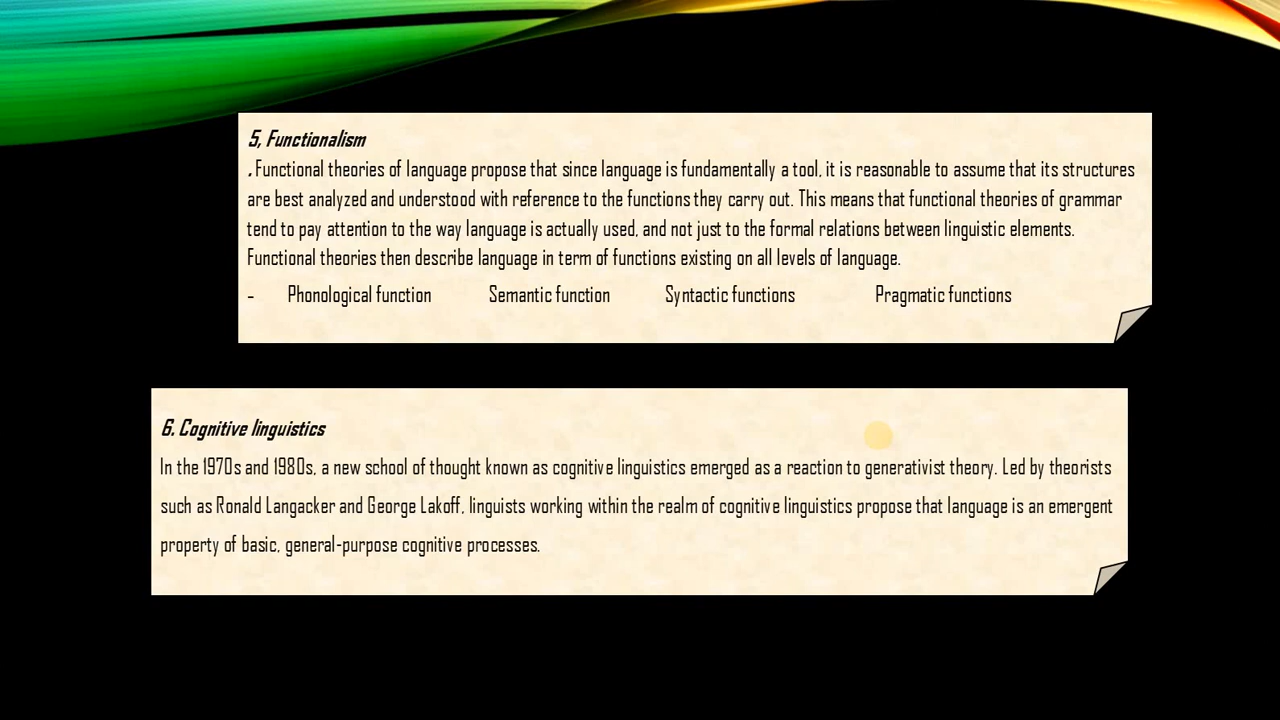 5, Functionalism
. Functional theories of language propose that since language is fundamentally a tool, it is reasonable to assume that its structures
are best analyzed and understood with reference to the functions they carry out. This means that functional theories of grammar
tend to pay attention to the way language is actually used, and not just to the formal relations between linguistic elements.
Functional theories then describe language in term of functions existing on all levels of language.
- Phonological function Semantic function Syntactic functions Pragmatic functions
6. Cognitive linguistics
In the 1970s and 1980s, a new school of thought known as cognitive linguistics emerged as a reaction to generativist theory. Led by theorists
such as Ronald Langacker and George Lakoff, linguists working within the realm of cognitive linguistics propose that language is an emergent
property of basic, general-purpose cognitive processes.